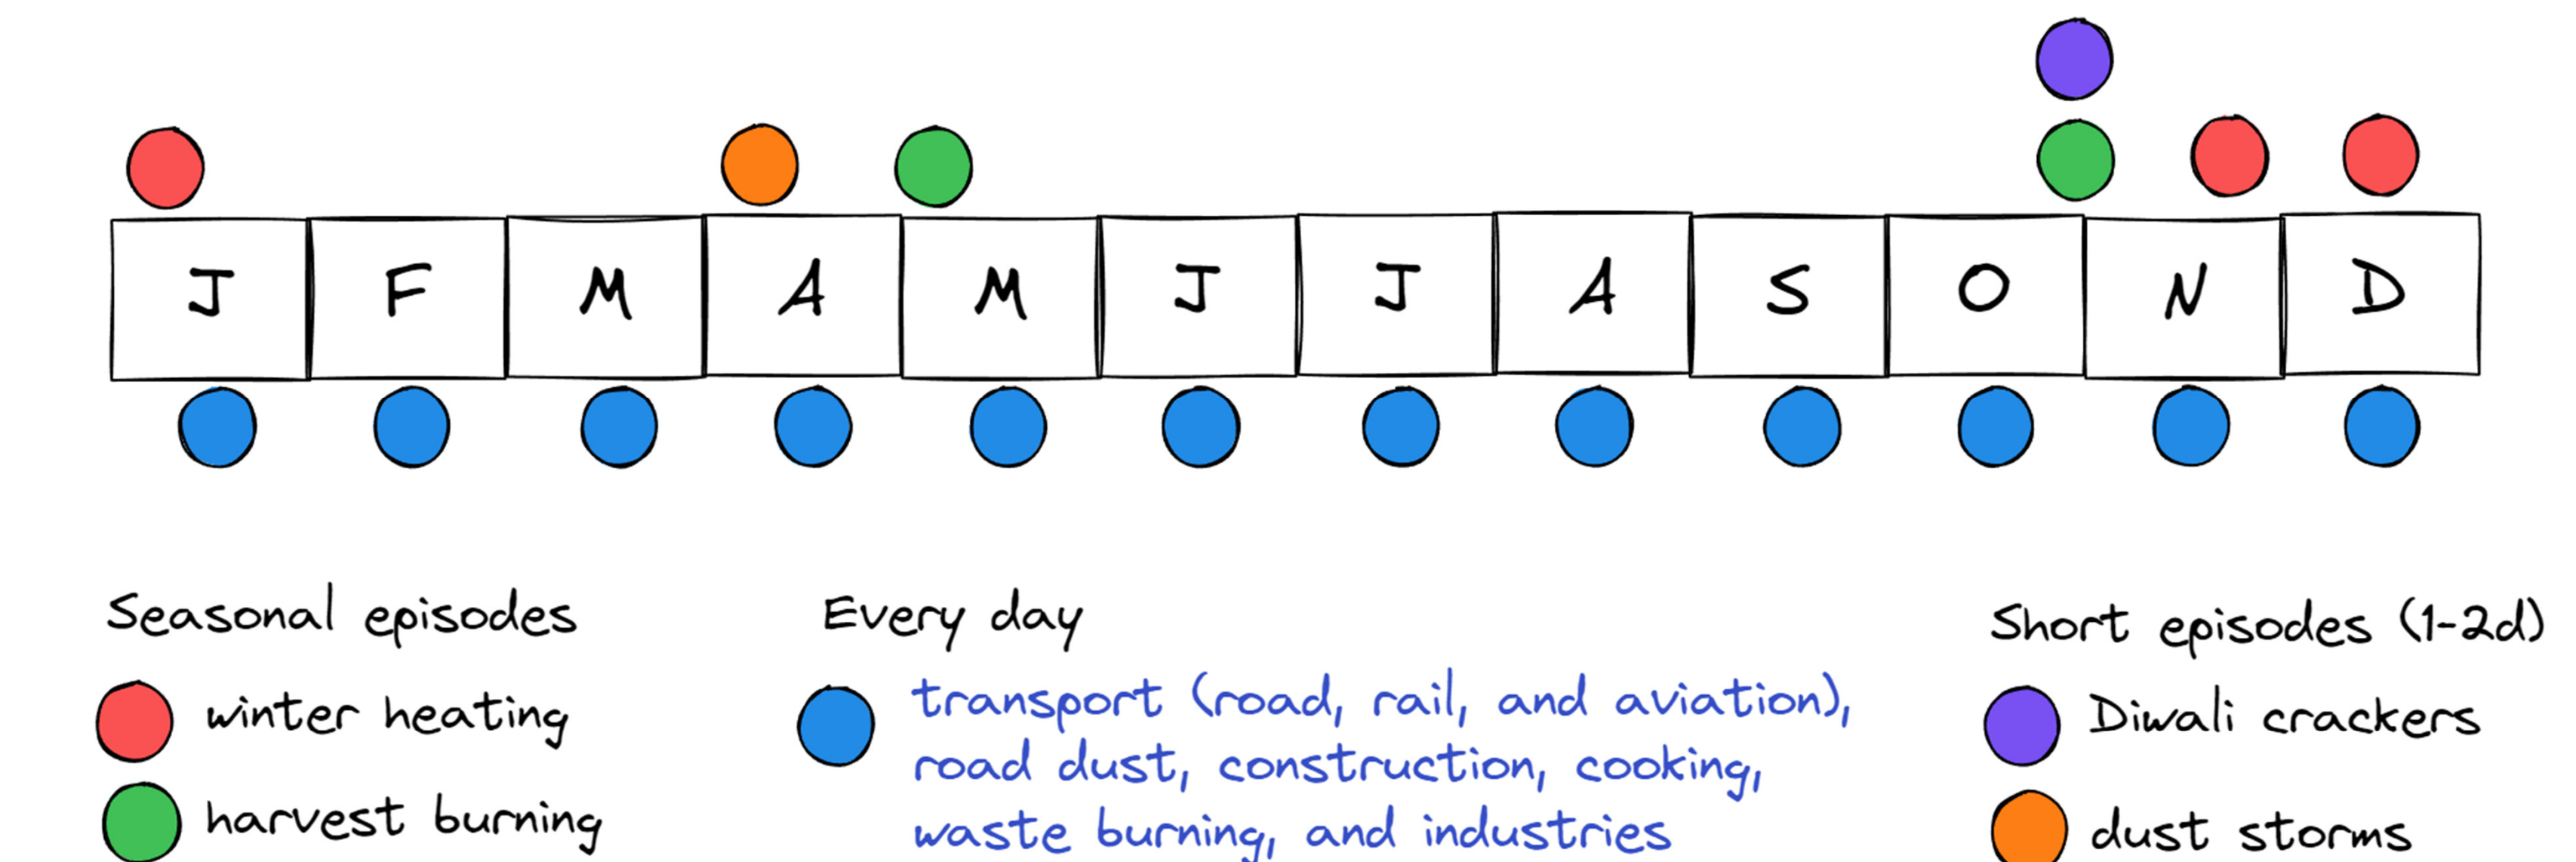 J F M A M J J A S O N D
Seasonal episodes
winter heating
harvest burning
Every day
transport (road, rail, and aviation),
road dust, construction, cooking,
waste burning, and industries
Short episodes (1-2d)
Diwali crackers
dust storms